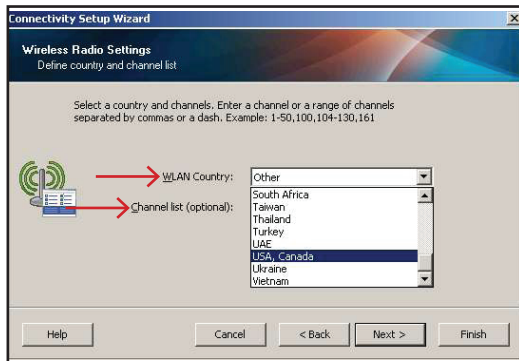 Connectivity Setup Wizard
Wireless Radio Settings
Define country and channel list
Select a country and channels. Enter a channel or a range of channels
separated by commas or a dash. Example: 1-50,100,104-130,161
WLAN Country:
Other
Channel list (optional):
South Africa
Taiwan
Thailand
Turkey
UAE
USA, Canada
Ukraine
Vietnam
Help
Cancel
< Back
Next >
Finish